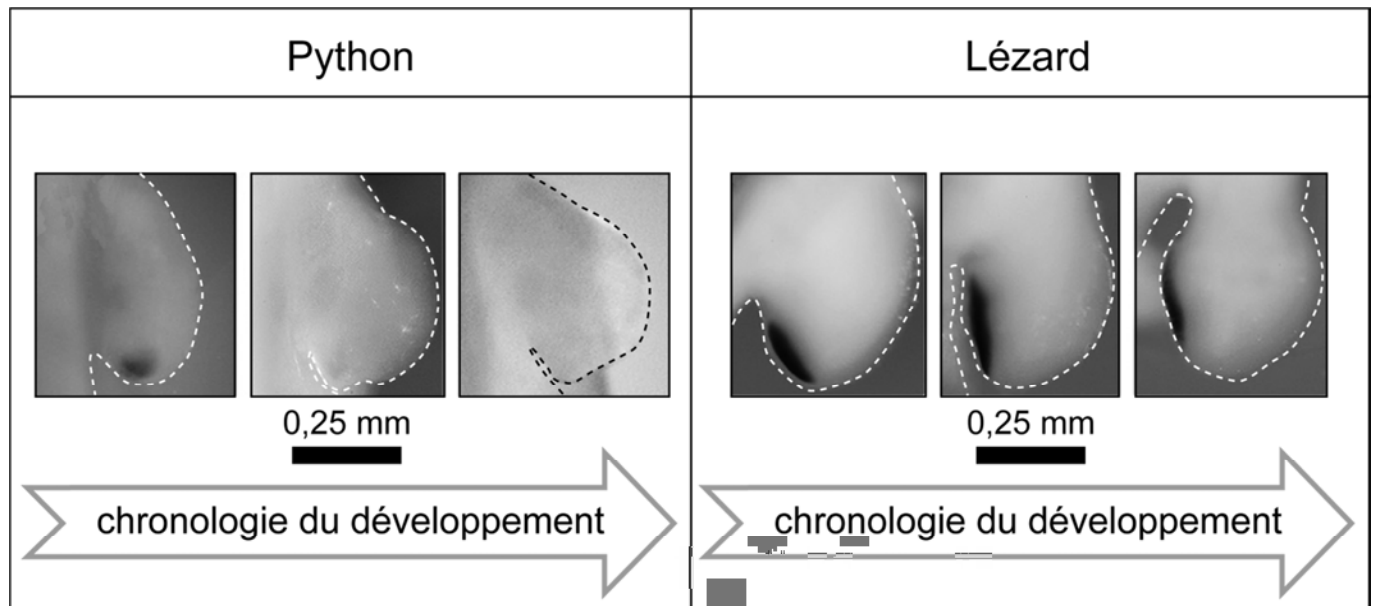 Python
Lézard
0,25 mm
0,25 mm
chronologie du développement
chronologie du développement